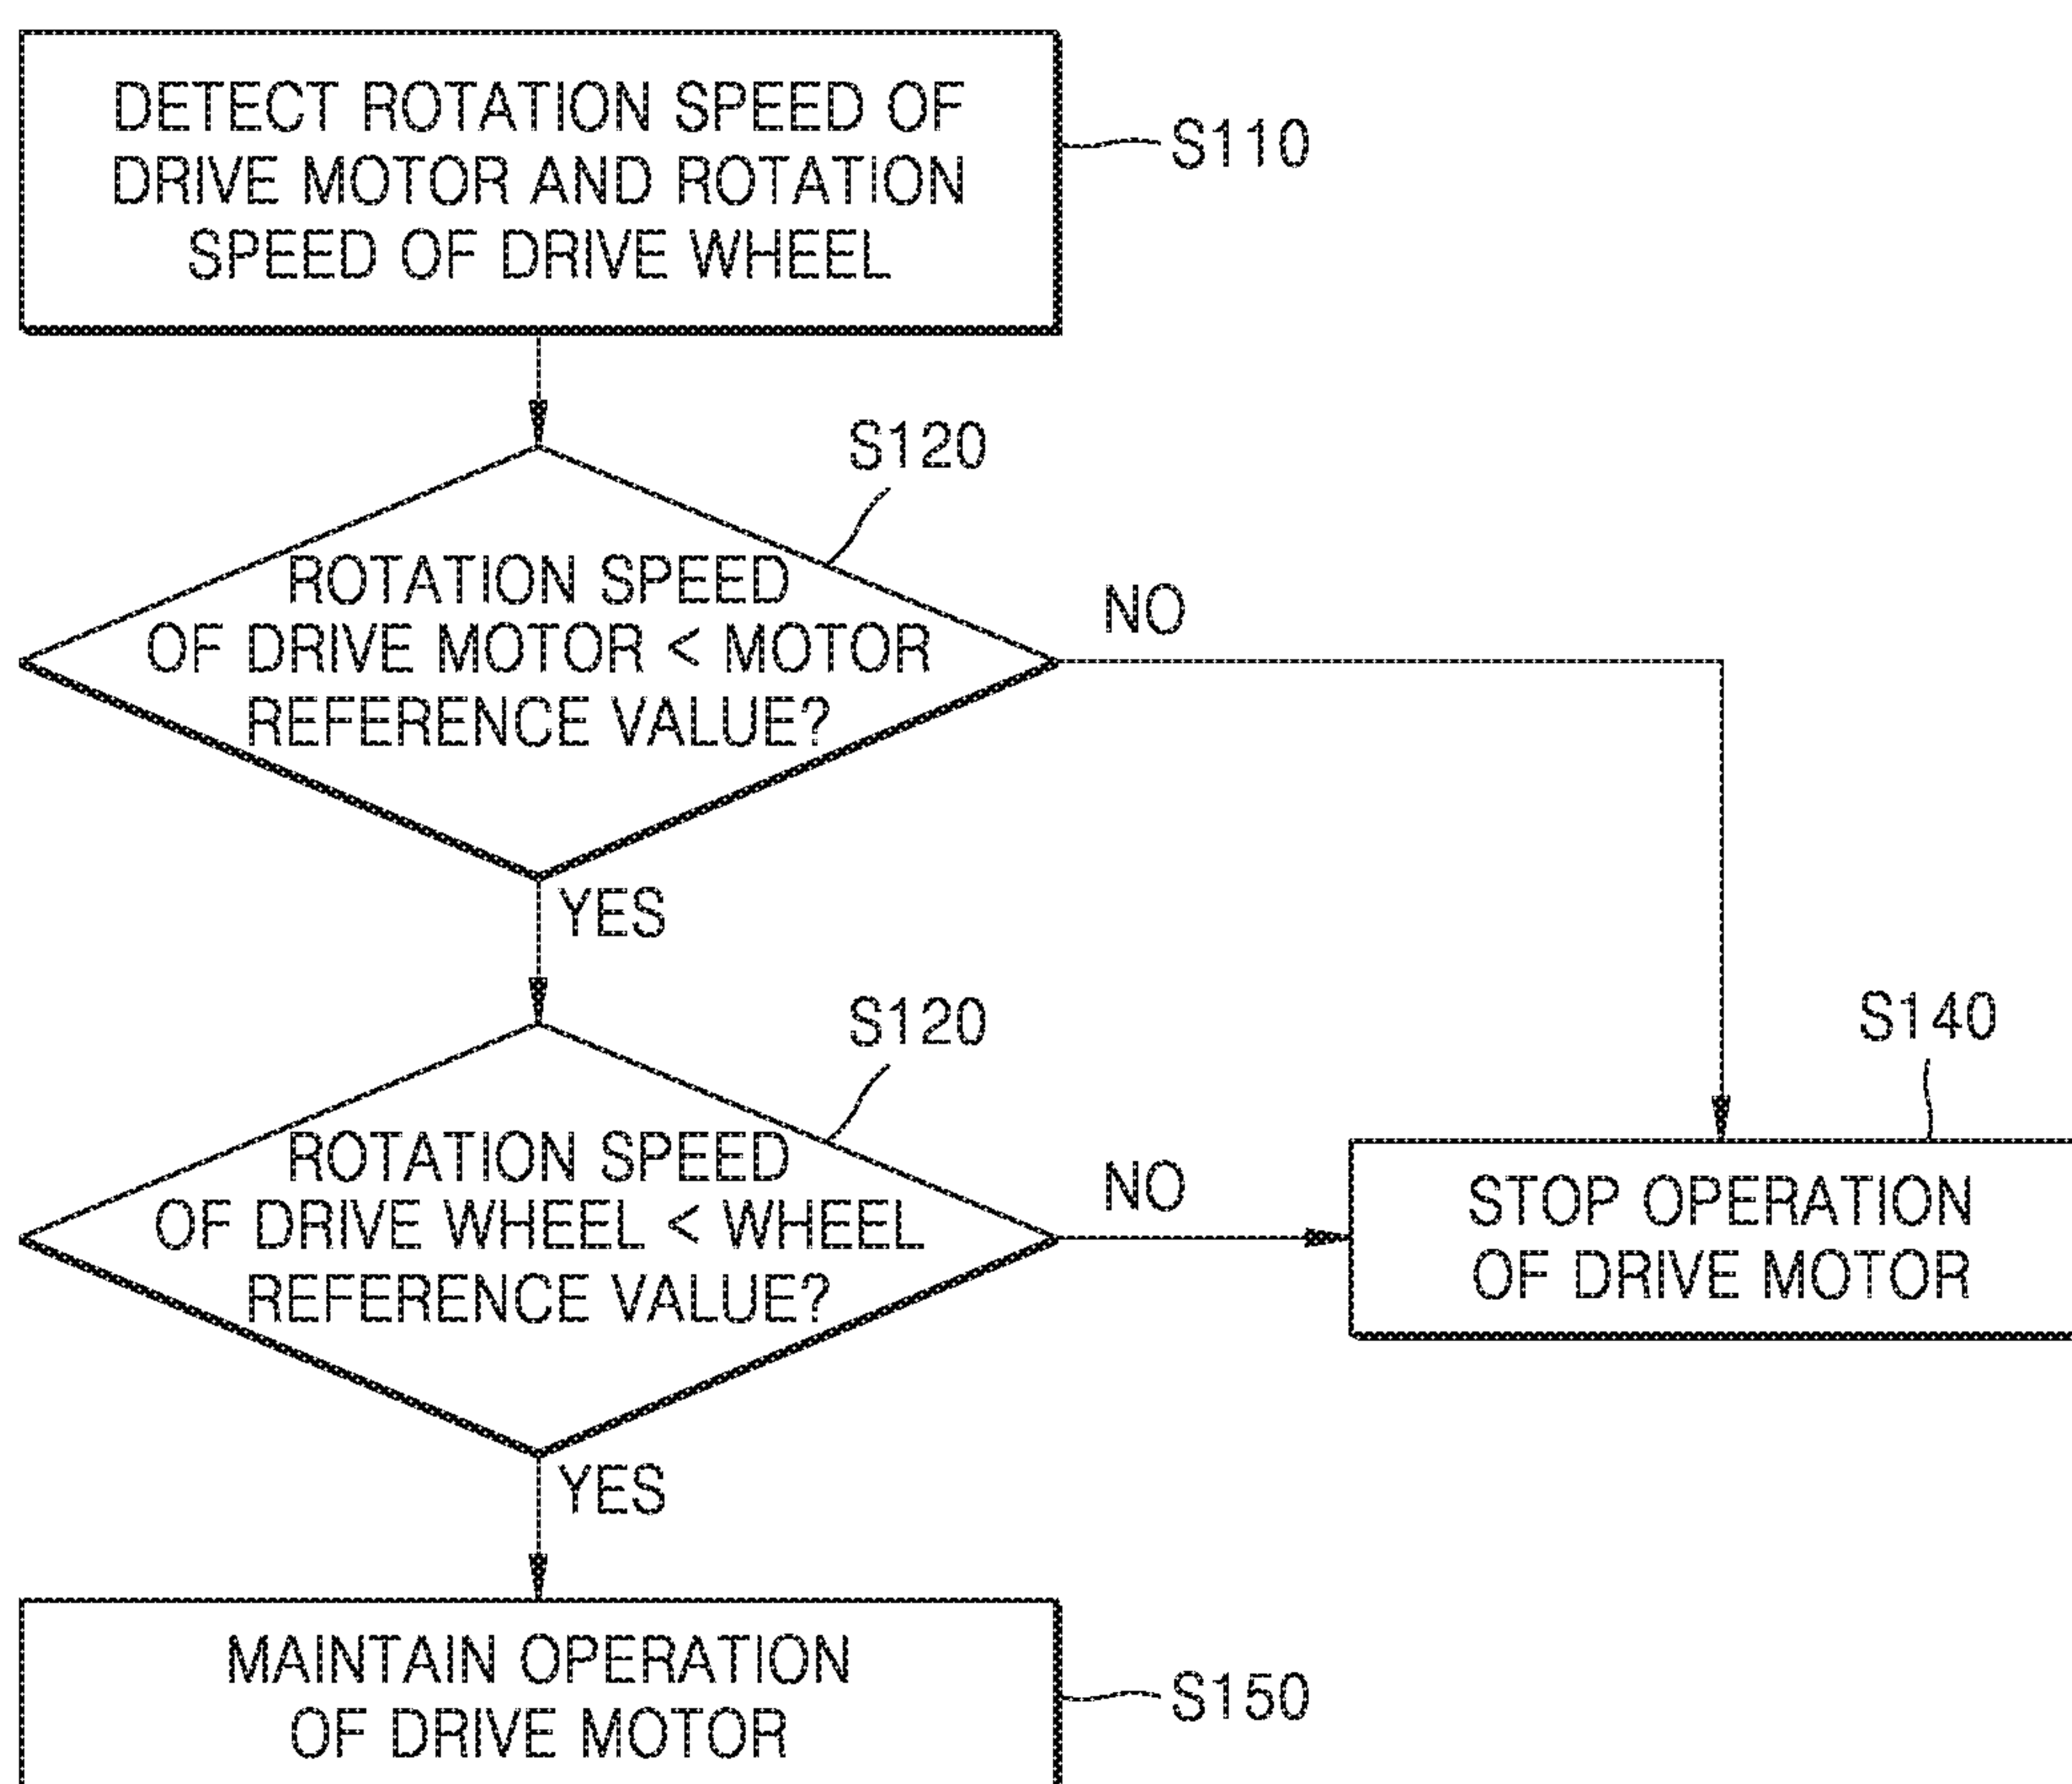 DETECT ROTATION SPEED OF
DRIVE MOTOR AND ROTATION
SPEED OF DRIVE WHEEL
S110
S120
ROTATION SPEED
OF DRIVE MOTOR < MOTOR
REFERENCE VALUE?
NO
YES
S120
ROTATION SPEED
OF DRIVE WHEEL < WHEEL
REFERENCE VALUE?
NO
S140
STOP OPERATION
OF DRIVE MOTOR
YES
MAINTAIN OPERATION
OF DRIVE MOTOR
S150